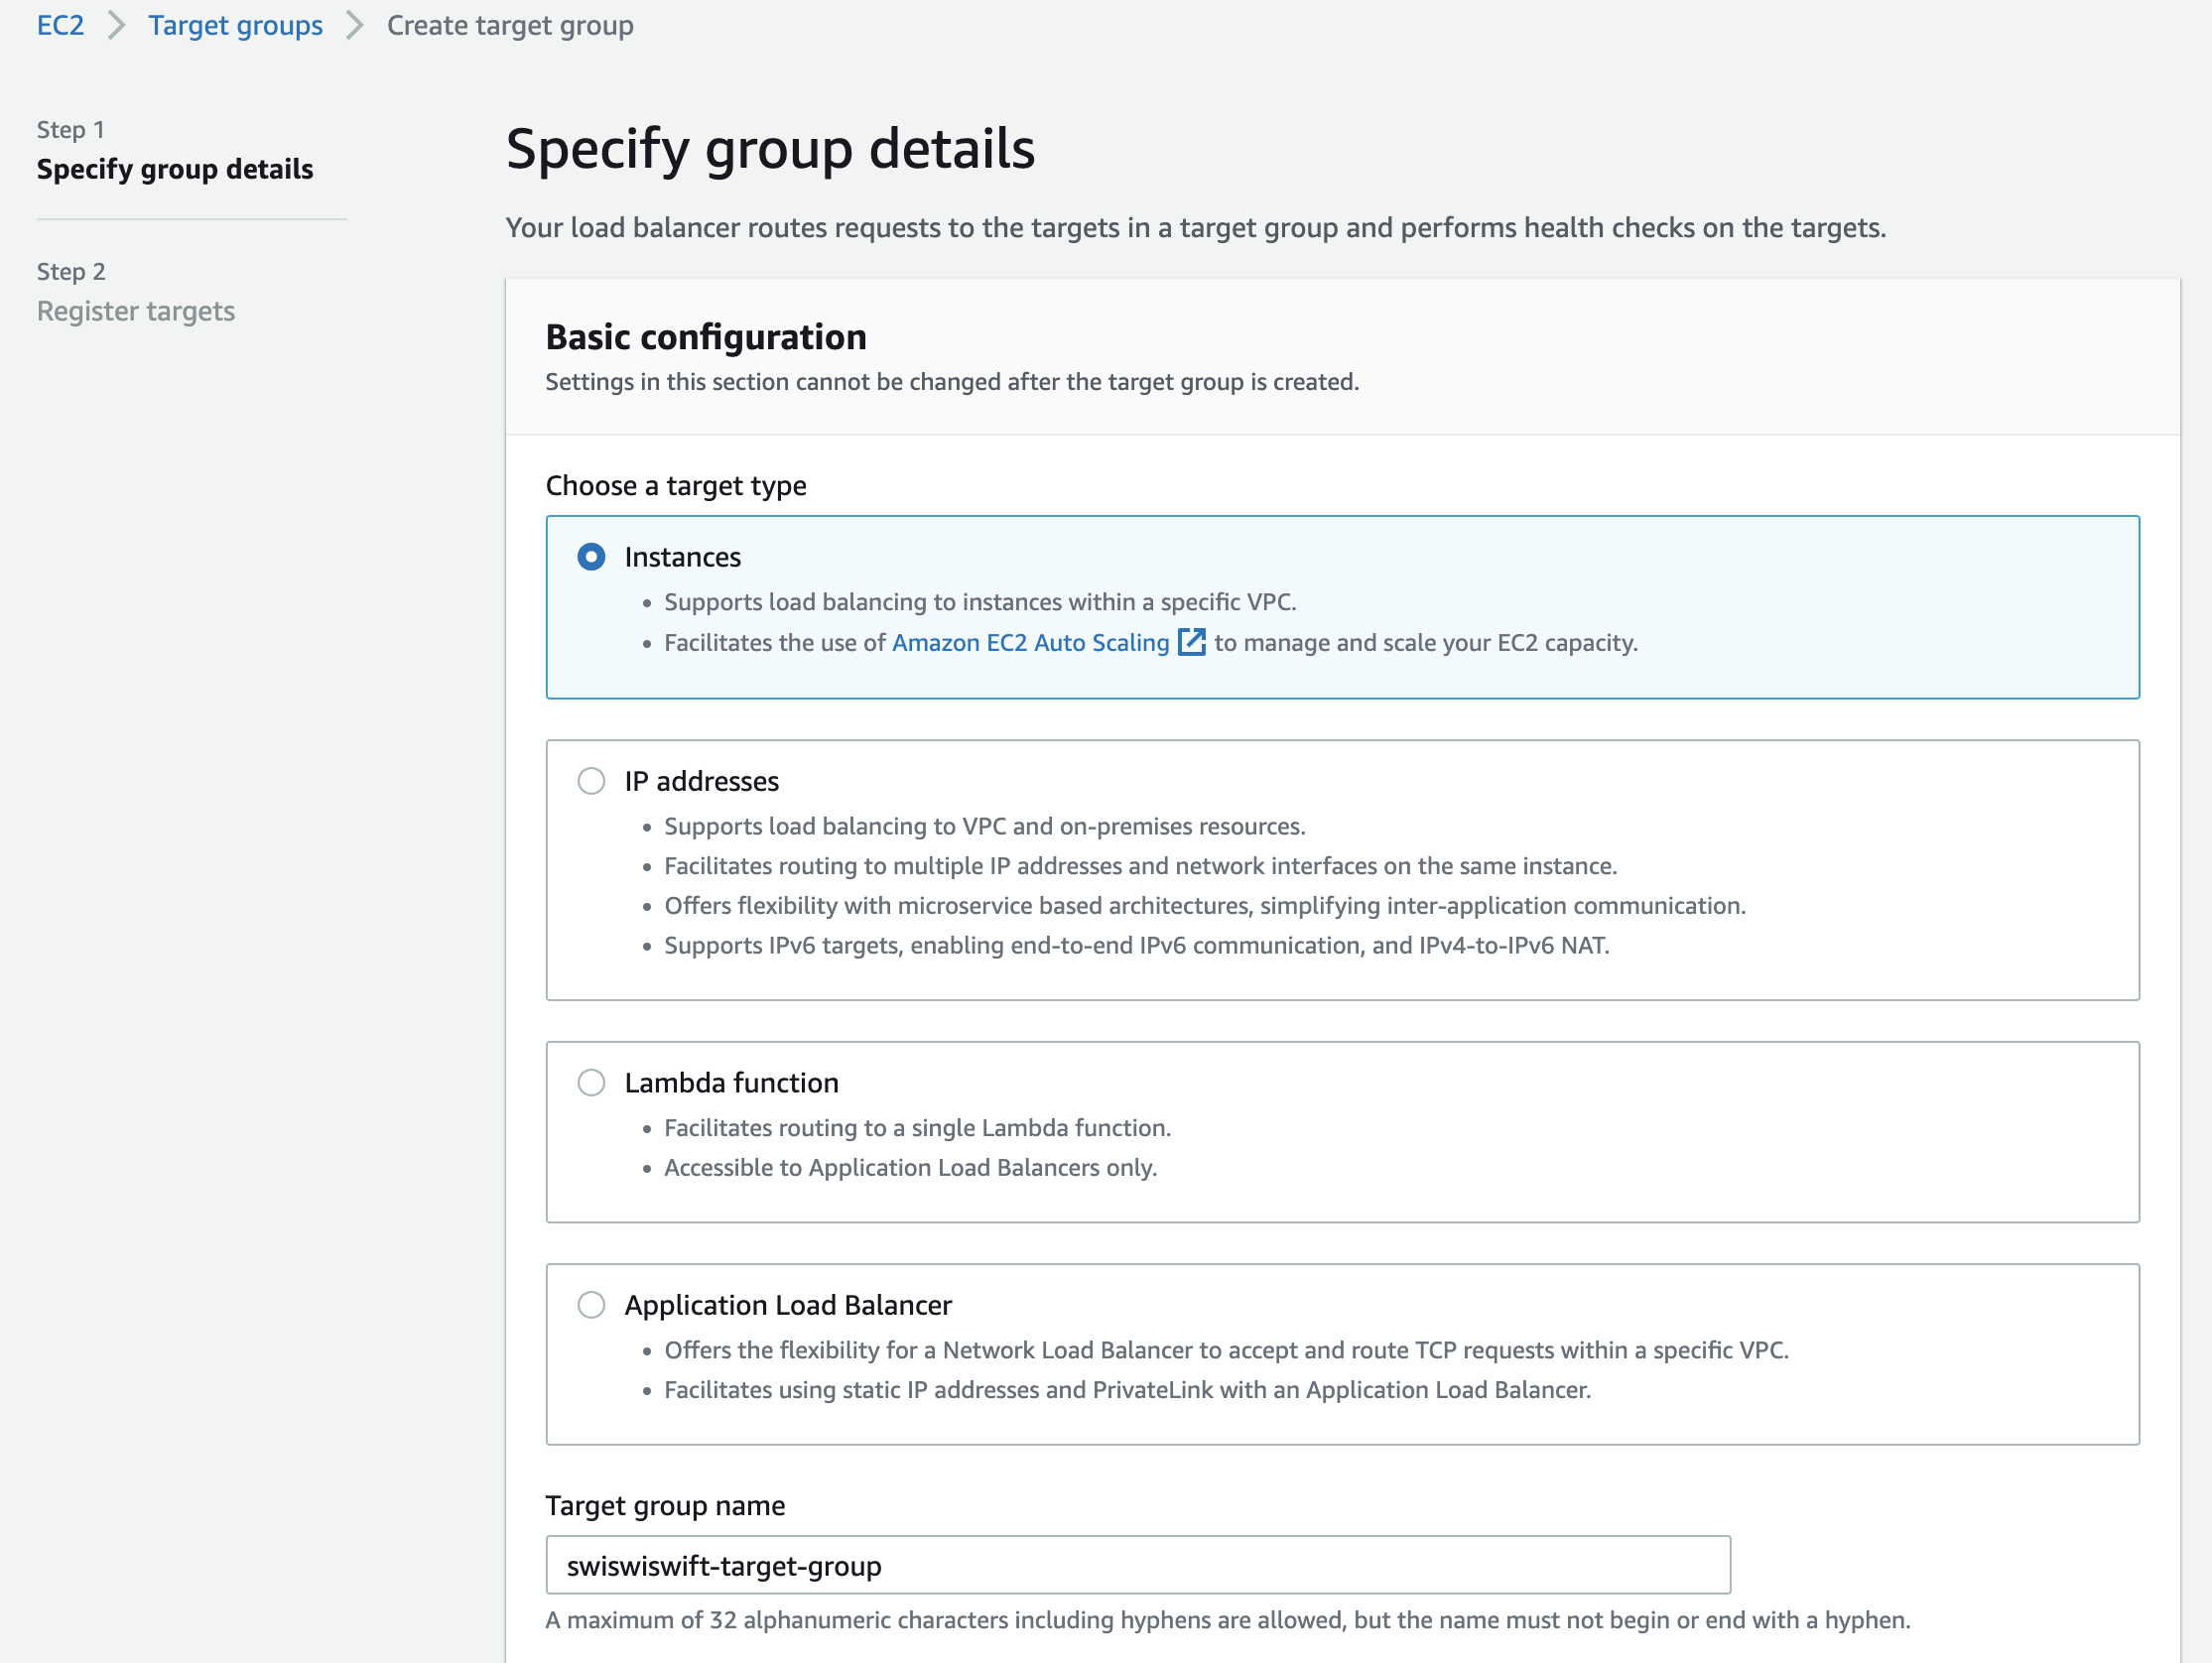 EC2 > Target groups > Create target group
Step 1
Specify group details
Step 2
Register targets
Specify group details
Your load balancer routes requests to the targets in a target group and performs health checks on the targets.
Basic configuration
Settings in this section cannot be changed after the target group is created.
Choose a target type
Instances
• Supports load balancing to instances within a specific VPC.
• Facilitates the use of Amazon EC2 Auto Scaling to manage and scale your EC2 capacity.
IP addresses
• Supports load balancing to VPC and on-premises resources.
• Facilitates routing to multiple IP addresses and network interfaces on the same instance.
• Offers flexibility with microservice based architectures, simplifying inter-application communication.
• Supports IPv6 targets, enabling end-to-end IPv6 communication, and IPv4-to-IPv6 NAT.
Lambda function
• Facilitates routing to a single Lambda function.
• Accessible to Application Load Balancers only.
Application Load Balancer
• Offers the flexibility for a Network Load Balancer to accept and route TCP requests within a specific VPC.
• Facilitates using static IP addresses and PrivateLink with an Application Load Balancer.
Target group name
swiswiswift-target-group
A maximum of 32 alphanumeric characters including hyphens are allowed, but the name must not begin or end with a hyphen.